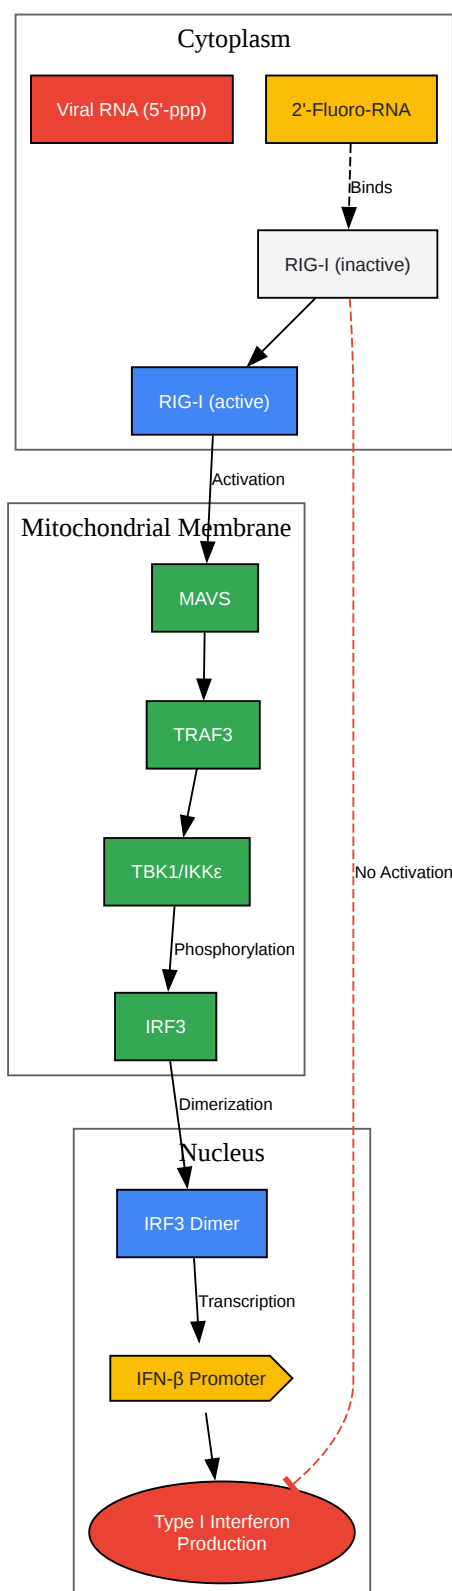 Cytoplasm
Viral RNA (5'-ppp)
2'-Fluoro-RNA
Binds
RIG-I (inactive)
RIG-I (active)
Activation
Mitochondrial Membrane
MAVS
TRAF3
TBK1/IKKε
No Activation
Phosphorylation
IRF3
Dimerization
Nucleus
IRF3 Dimer
Transcription
IFN-β Promoter
Type I Interferon
Production